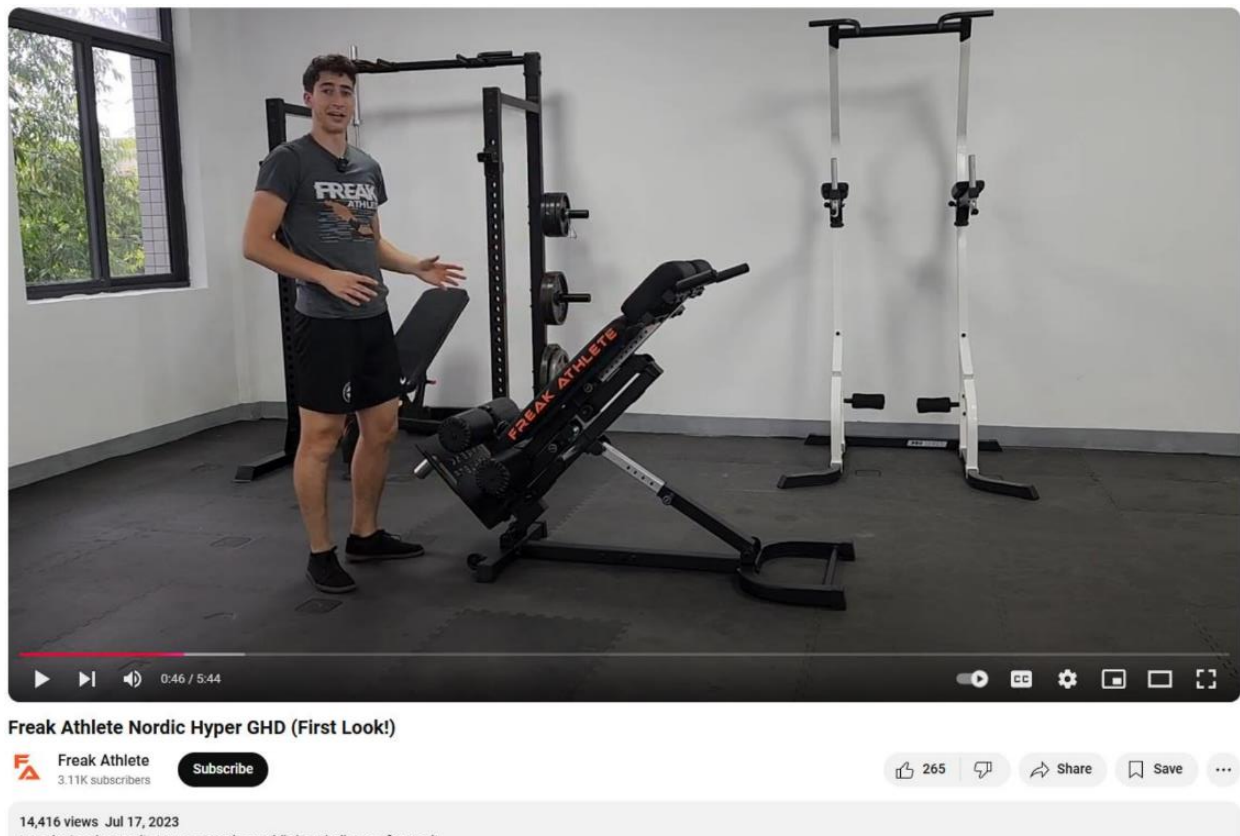 FREAK
ATHLETE
FREAK ATHLETE
0:46 / 5:44
CC
Freak Athlete Nordic Hyper GHD (First Look!)
Freak Athlete
3.11K subscribers
Subscribe
265
Share
Save
14,416 views Jul 17, 2023